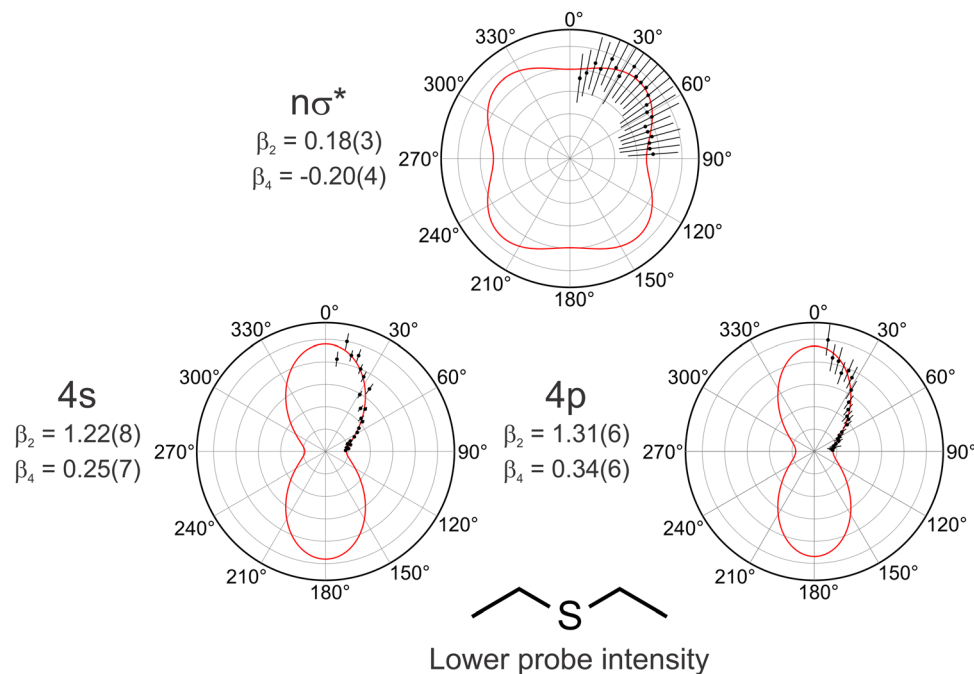 0°
330° 30°
300° 60°
nσ*
β₂ = 0.18(3)
270° 90°
β₄ = -0.20(4)
240° 120°
210° 150°
180°
0°
330° 30°
300° 60°
4s
β₂ = 1.22(8)
270° 90°
β₄ = 0.25(7)
240° 120°
210° 150°
180°
0°
330° 30°
300° 60°
4p
β₂ = 1.31(6)
270° 90°
β₄ = 0.34(6)
240° 120°
210° 150°
180°
S
Lower probe intensity